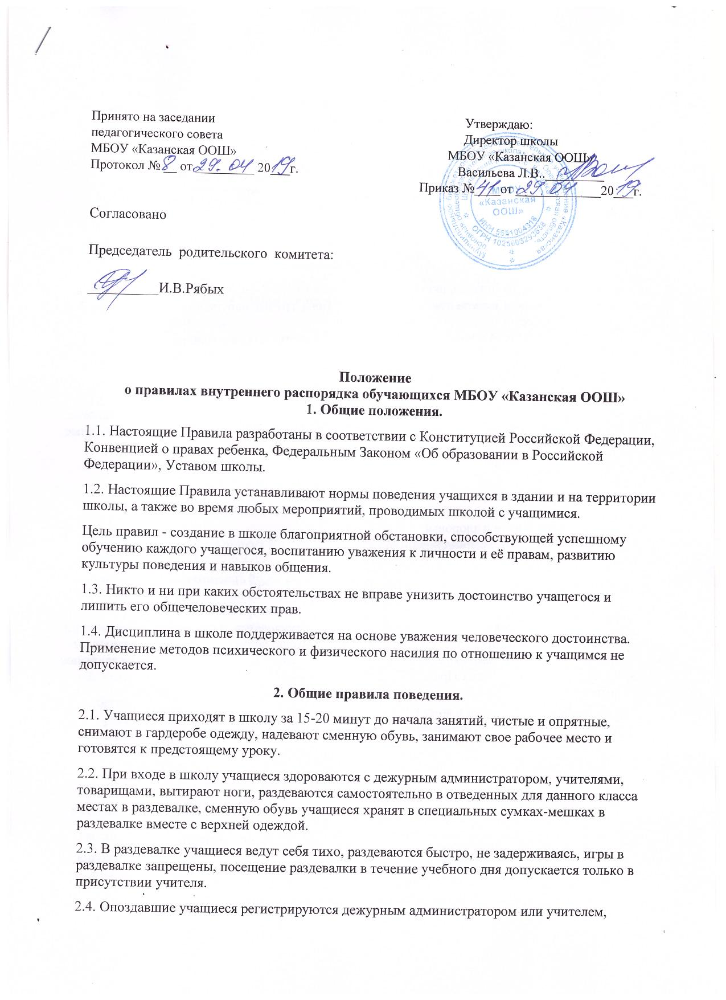 Принято на заседании
педагогического совета
МБОУ «Казанская ООШ»
Протокол № 8 от 29. 04 2019г.
Согласовано
Председатель родительского комитета:
И.В.Рябых
Утверждаю:
Директор школы
МБОУ «Казанская ООШ»
Васильева Л.В..
Приказ № 41 от 29. 04 2019г.
МБОУ
«Казанская
ООШ»
Положение
о правилах внутреннего распорядка обучающихся МБОУ «Казанская ООШ»
1. Общие положения.
1.1. Настоящие Правила разработаны в соответствии с Конституцией Российской Федерации,
Конвенцией о правах ребенка, Федеральным Законом «Об образовании в Российской
Федерации», Уставом школы.
1.2. Настоящие Правила устанавливают нормы поведения учащихся в здании и на территории
школы, а также во время любых мероприятий, проводимых школой с учащимися.
Цель правил - создание в школе благоприятной обстановки, способствующей успешному
обучению каждого учащегося, воспитанию уважения к личности и её правам, развитию
культуры поведения и навыков общения.
1.3. Никто и ни при каких обстоятельствах не вправе унизить достоинство учащегося и
лишить его общечеловеческих прав.
1.4. Дисциплина в школе поддерживается на основе уважения человеческого достоинства.
Применение методов психического и физического насилия по отношению к учащимся не
допускается.
2. Общие правила поведения.
2.1. Учащиеся приходят в школу за 15-20 минут до начала занятий, чистые и опрятные,
снимают в гардеробе одежду, надевают сменную обувь, занимают свое рабочее место и
готовятся к предстоящему уроку.
2.2. При входе в школу учащиеся здороваются с дежурным администратором, учителями,
товарищами, вытирают ноги, раздеваются самостоятельно в отведенных для данного класса
местах в раздевалке, сменную обувь учащиеся хранят в специальных сумках-мешках в
раздевалке вместе с верхней одеждой.
2.3. В раздевалке учащиеся ведут себя тихо, раздеваются быстро, не задерживаясь, игры в
раздевалке запрещены, посещение раздевалки в течение учебного дня допускается только в
присутствии учителя.
2.4. Опоздавшие учащиеся регистрируются дежурным администратором или учителем,